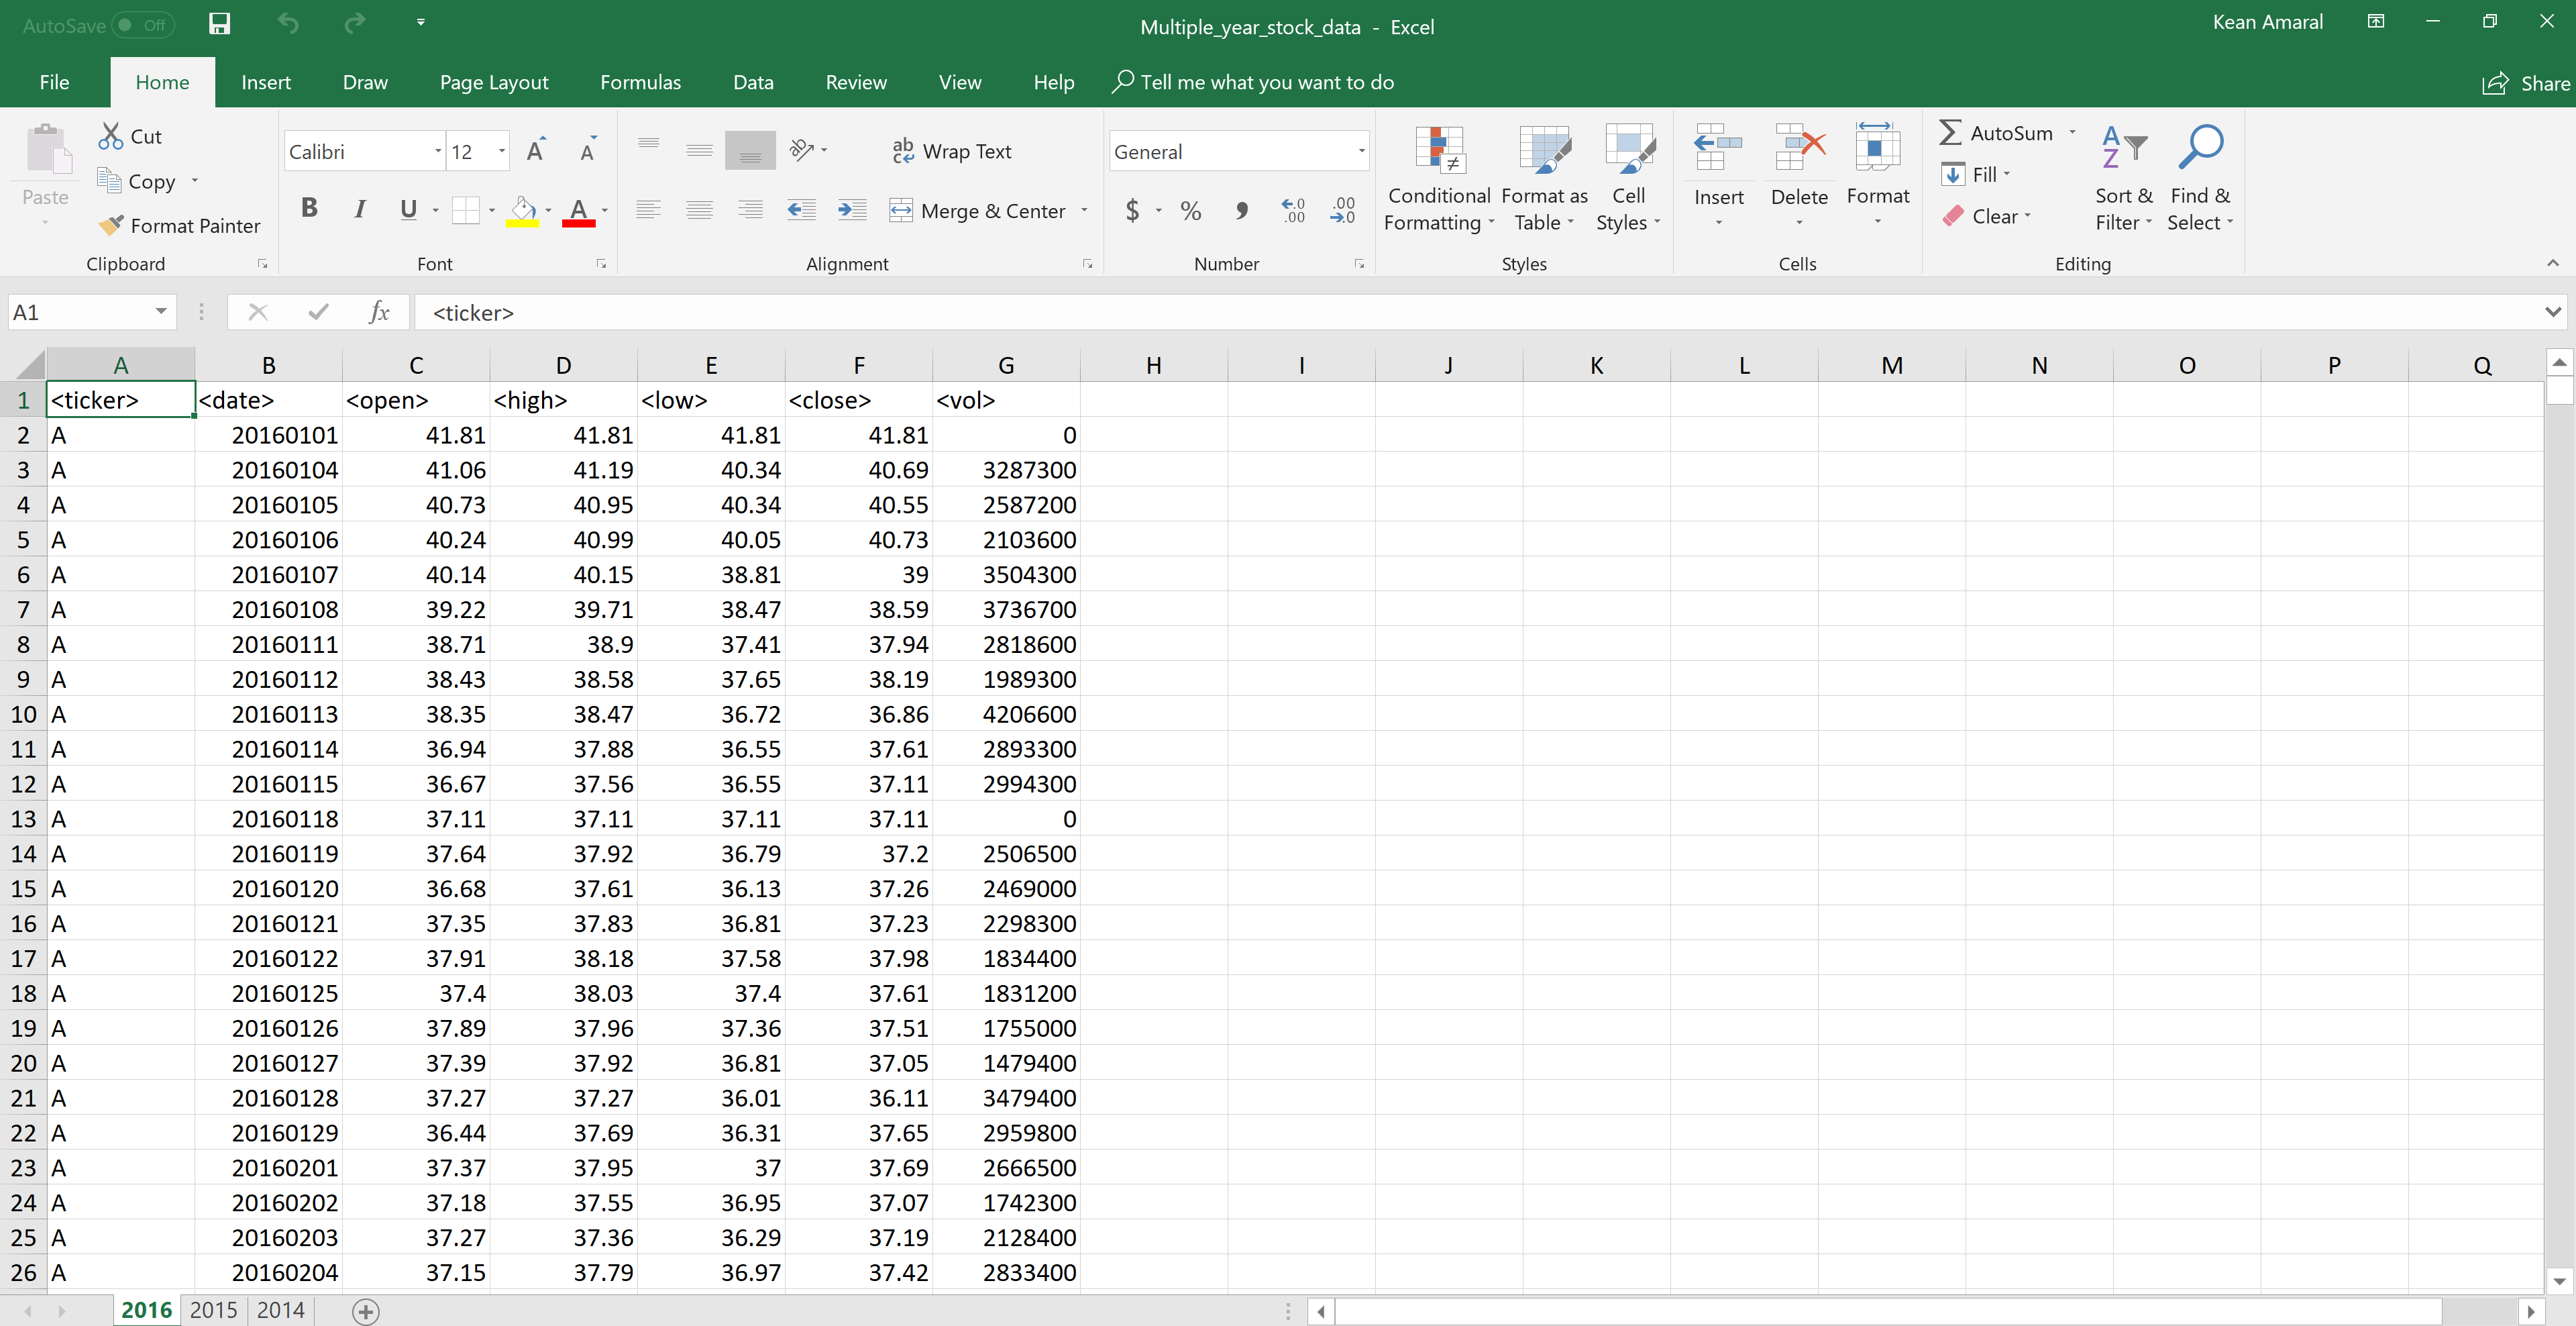 AutoSave Off
Multiple_year_stock_data - Excel
Kean Amaral
File Home Insert Draw Page Layout Formulas Data Review View Help Tell me what you want to do Share
Paste
Cut
Copy
Format Painter
Clipboard
Calibri 12 A A
B I U A
Font
ab Wrap Text
Merge & Center
Alignment
General
$ % , .0 .00 .00 .0
Number
Conditional Formatting
Format as Table
Cell Styles
Styles
Insert Delete Format
Cells
AutoSum
Fill
Clear
Sort & Filter
Find & Select
Editing
A1 fx <ticker>
A B C D E F G H I J K L M N O P Q
1 <ticker> <date> <open> <high> <low> <close> <vol>
2 A 20160101 41.81 41.81 41.81 41.81 0
3 A 20160104 41.06 41.19 40.34 40.69 3287300
4 A 20160105 40.73 40.95 40.34 40.55 2587200
5 A 20160106 40.24 40.99 40.05 40.73 2103600
6 A 20160107 40.14 40.15 38.81 39 3504300
7 A 20160108 39.22 39.71 38.47 38.59 3736700
8 A 20160111 38.71 38.9 37.41 37.94 2818600
9 A 20160112 38.43 38.58 37.65 38.19 1989300
10 A 20160113 38.35 38.47 36.72 36.86 4206600
11 A 20160114 36.94 37.88 36.55 37.61 2893300
12 A 20160115 36.67 37.56 36.55 37.11 2994300
13 A 20160118 37.11 37.11 37.11 37.11 0
14 A 20160119 37.64 37.92 36.79 37.2 2506500
15 A 20160120 36.68 37.61 36.13 37.26 2469000
16 A 20160121 37.35 37.83 36.81 37.23 2298300
17 A 20160122 37.91 38.18 37.58 37.98 1834400
18 A 20160125 37.4 38.03 37.4 37.61 1831200
19 A 20160126 37.89 37.96 37.36 37.51 1755000
20 A 20160127 37.39 37.92 36.81 37.05 1479400
21 A 20160128 37.27 37.27 36.01 36.11 3479400
22 A 20160129 36.44 37.69 36.31 37.65 2959800
23 A 20160201 37.37 37.95 37 37.69 2666500
24 A 20160202 37.18 37.55 36.95 37.07 1742300
25 A 20160203 37.27 37.36 36.29 37.19 2128400
26 A 20160204 37.15 37.79 36.97 37.42 2833400
2016 2015 2014